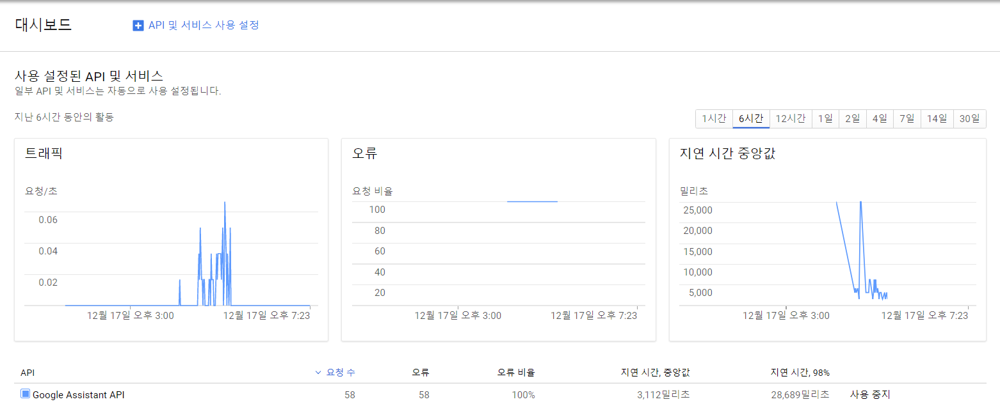 대시보드
API 및 서비스 사용 설정
사용 설정된 API 및 서비스
일부 API 및 서비스는 자동으로 사용 설정됩니다.
지난 6시간 동안의 활동
1시간 6시간 12시간 1일 2일 4일 7일 14일 30일
트래픽
요청/초
0.06
0.04
0.02
12월 17일 오후 3:00 12월 17일 오후 7:23
오류
요청 비율
100
80
60
40
20
12월 17일 오후 3:00 12월 17일 오후 7:23
지연 시간 중앙값
밀리초
25,000
20,000
15,000
10,000
5,000
12월 17일 오후 3:00 12월 17일 오후 7:23
API 요청 수 오류 오류 비율 지연 시간, 중앙값 지연 시간, 98%
Google Assistant API 58 58 100% 3,112밀리초 28,689밀리초 사용 중지